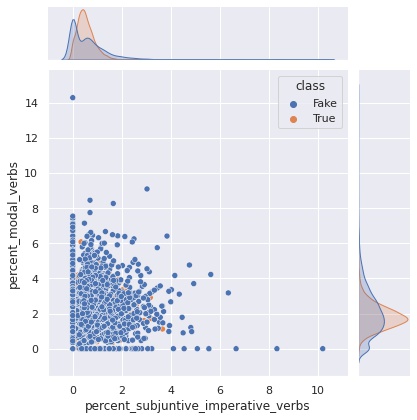 class
Fake
True
14
12
10
8
6
4
2
0
percent_modal_verbs
0
2
4
6
8
10
percent_subjuntive_imperative_verbs